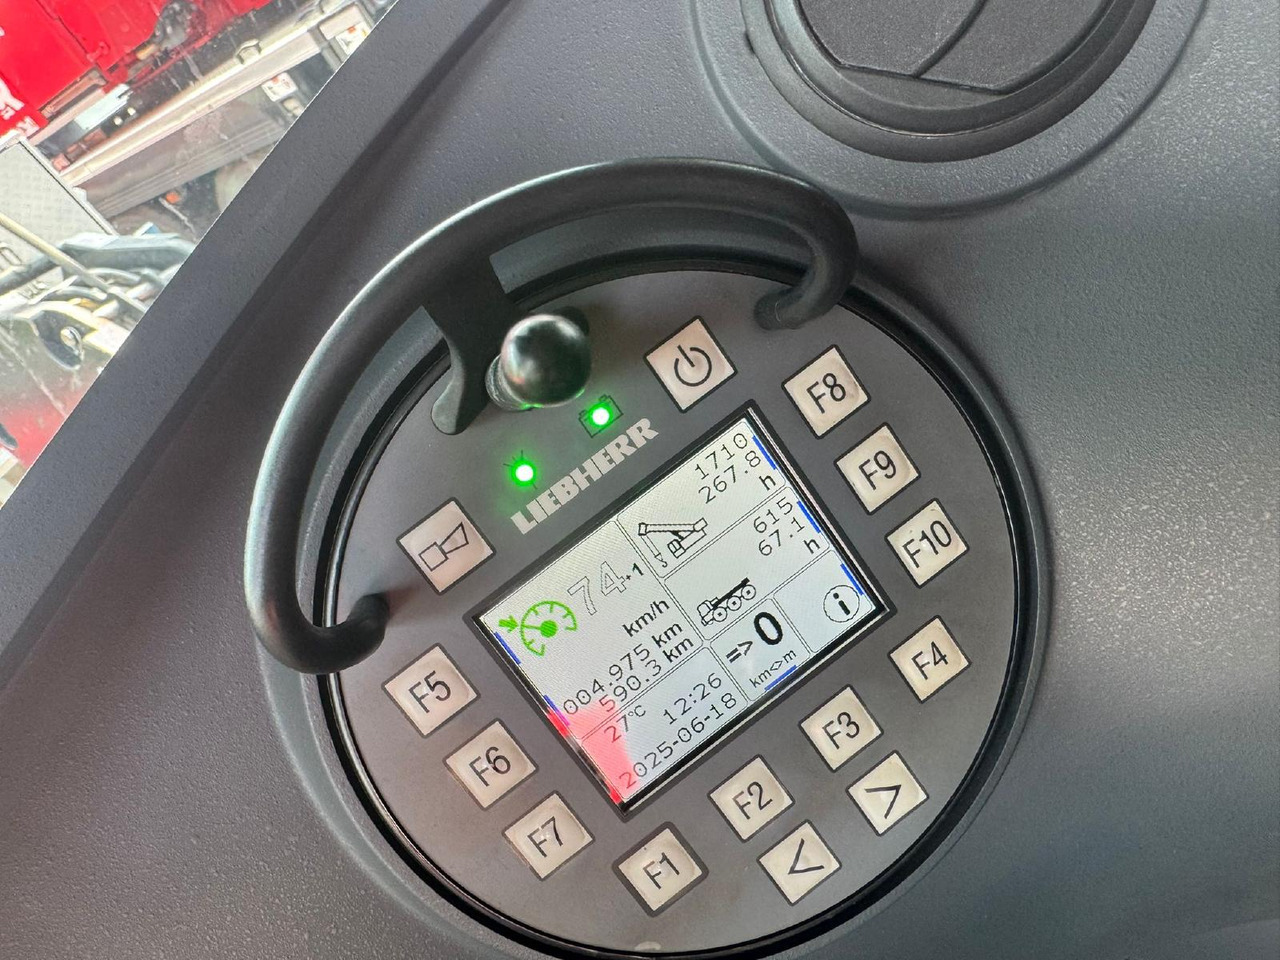 LIEBHERR
1710
267.8
h
615
67.1
h
74+1
km/h
004.975 km
590.3 km
=>0
km<>m
i
27°C
12:26
2025-06-18
F8
F9
F10
F4
F3
F2
F1
F5
F6
F7
>
<